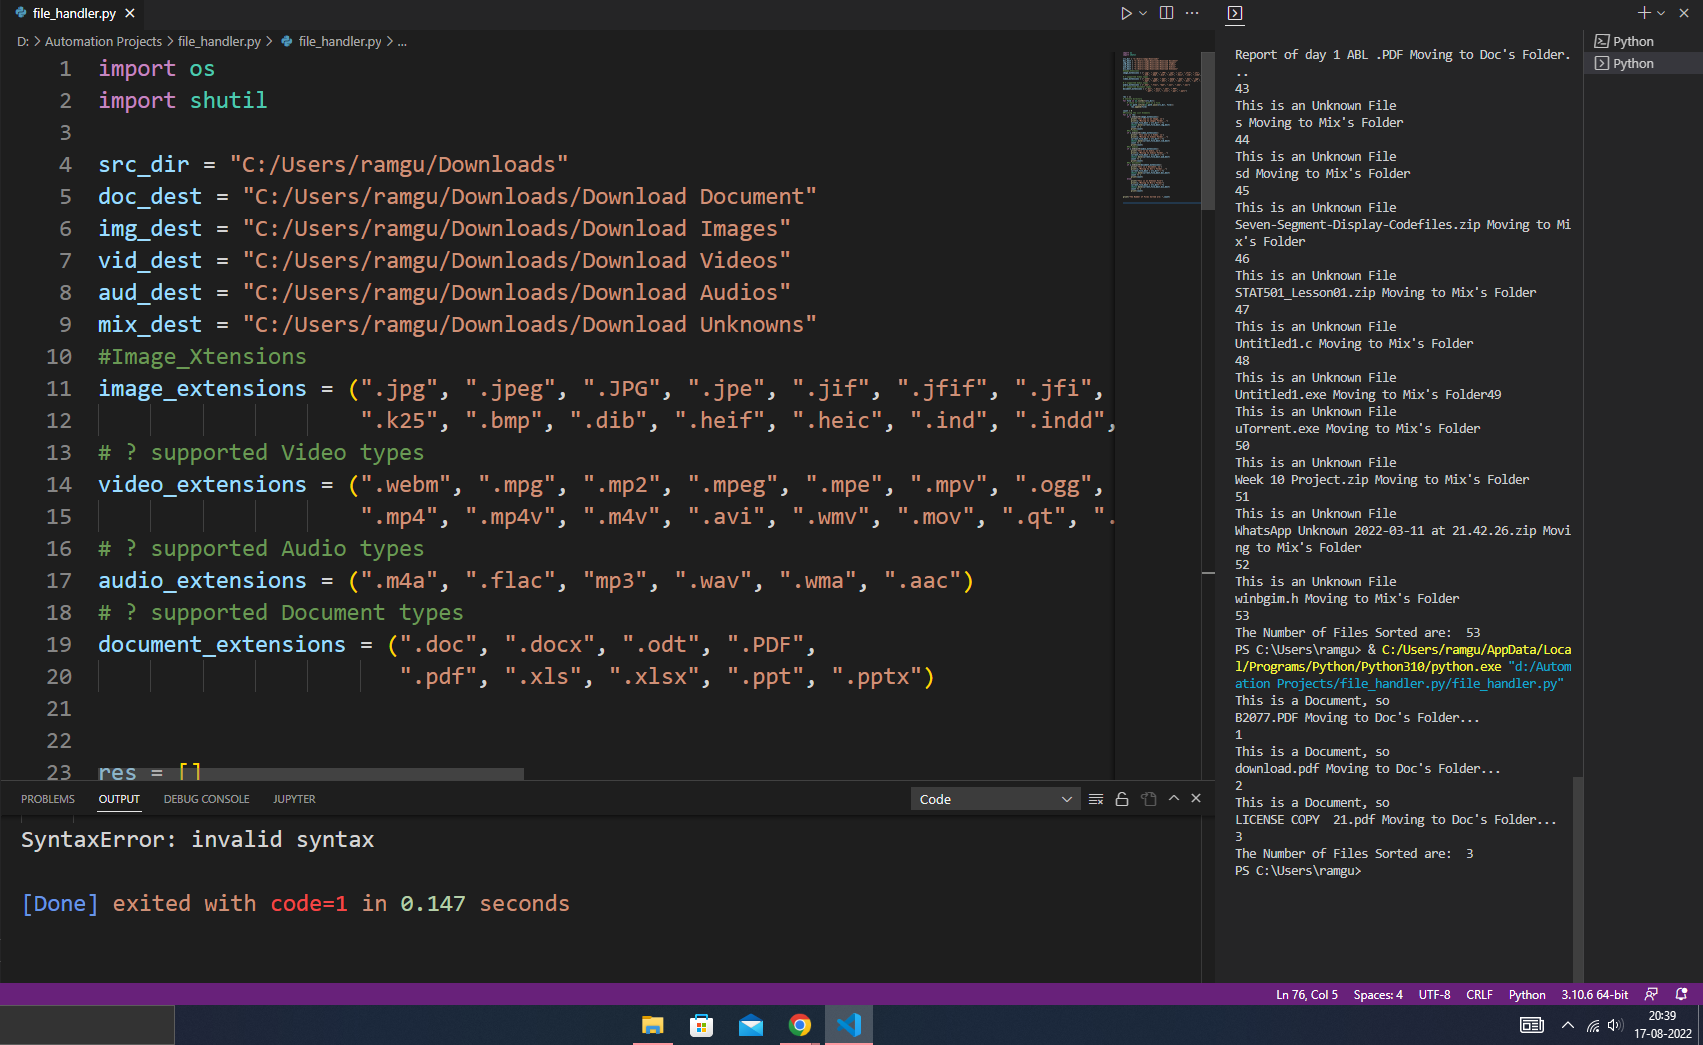 file_handler.py
D: > Automation Projects > file_handler.py > file_handler.py > ...
1 import os
2 import shutil
3
4 src_dir = "C:/Users/ramgu/Downloads"
5 doc_dest = "C:/Users/ramgu/Downloads/Download Document"
6 img_dest = "C:/Users/ramgu/Downloads/Download Images"
7 vid_dest = "C:/Users/ramgu/Downloads/Download Videos"
8 aud_dest = "C:/Users/ramgu/Downloads/Download Audios"
9 mix_dest = "C:/Users/ramgu/Downloads/Download Unknowns"
10 #Image_Xtensions
11 image_extensions = (".jpg", ".jpeg", ".JPG", ".jpe", ".jif", ".jfif", ".jfi",
12 ".k25", ".bmp", ".dib", ".heif", ".heic", ".ind", ".indd",
13 # ? supported Video types
14 video_extensions = (".webm", ".mpg", ".mp2", ".mpeg", ".mpe", ".mpv", ".ogg",
15 ".mp4", ".mp4v", ".m4v", ".avi", ".wmv", ".mov", ".qt", ".
16 # ? supported Audio types
17 audio_extensions = (".m4a", ".flac", "mp3", ".wav", ".wma", ".aac")
18 # ? supported Document types
19 document_extensions = (".doc", ".docx", ".odt", ".PDF",
20 ".pdf", ".xls", ".xlsx", ".ppt", ".pptx")
21
22
23 res = []
PROBLEMS OUTPUT DEBUG CONSOLE JUPYTER
Code
SyntaxError: invalid syntax
[Done] exited with code=1 in 0.147 seconds
Report of day 1 ABL .PDF Moving to Doc's Folder.
..
43
This is an Unknown File
s Moving to Mix's Folder
44
This is an Unknown File
sd Moving to Mix's Folder
45
This is an Unknown File
Seven-Segment-Display-Codefiles.zip Moving to Mi
x's Folder
46
This is an Unknown File
STAT501_Lesson01.zip Moving to Mix's Folder
47
This is an Unknown File
Untitled1.c Moving to Mix's Folder
48
This is an Unknown File
Untitled1.exe Moving to Mix's Folder49
This is an Unknown File
uTorrent.exe Moving to Mix's Folder
50
This is an Unknown File
Week 10 Project.zip Moving to Mix's Folder
51
This is an Unknown File
WhatsApp Unknown 2022-03-11 at 21.42.26.zip Movi
ng to Mix's Folder
52
This is an Unknown File
winbgim.h Moving to Mix's Folder
53
The Number of Files Sorted are:  53
PS C:\Users\ramgu> & C:/Users/ramgu/AppData/Loca
l/Programs/Python/Python310/python.exe "d:/Autom
ation Projects/file_handler.py/file_handler.py"
This is a Document, so
B2077.PDF Moving to Doc's Folder...
1
This is a Document, so
download.pdf Moving to Doc's Folder...
2
This is a Document, so
LICENSE COPY  21.pdf Moving to Doc's Folder...
3
The Number of Files Sorted are:  3
PS C:\Users\ramgu>
Python
Python
Ln 76, Col 5 Spaces: 4 UTF-8 CRLF Python 3.10.6 64-bit
20:39
17-08-2022